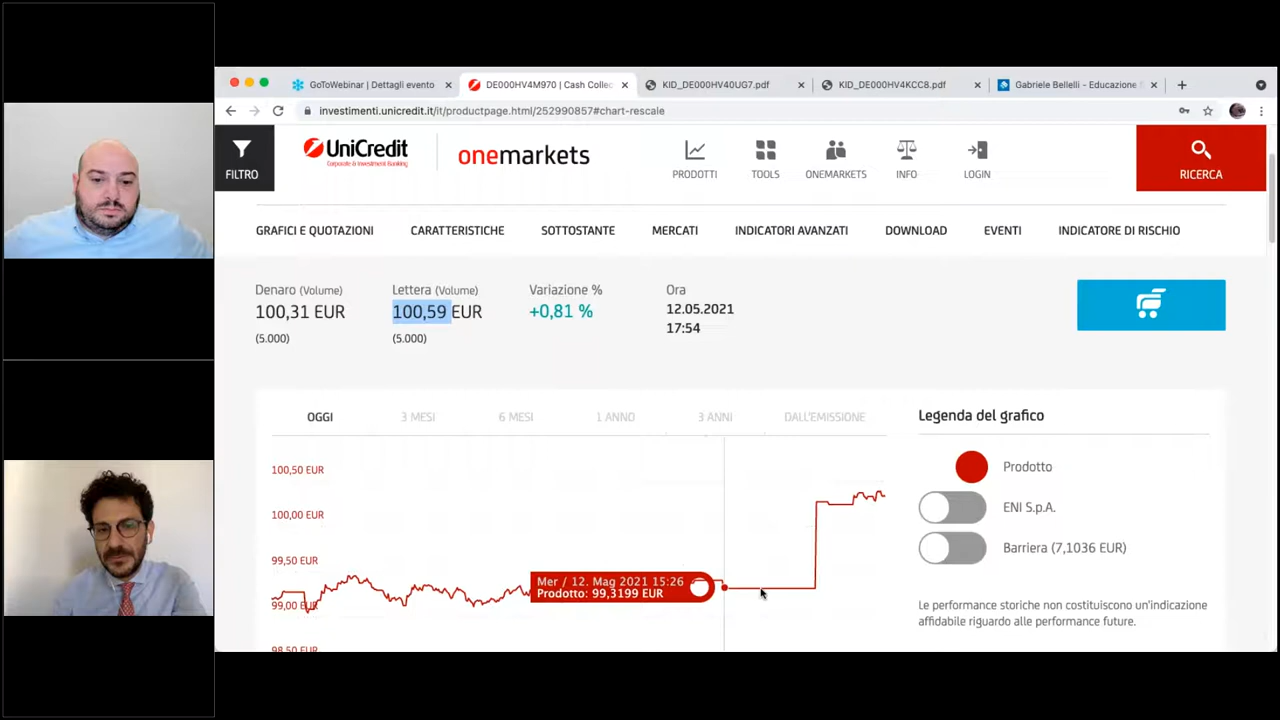 GoToWebinar | Dettagli evento
DE000HV4M970 | Cash Collec
KID_DE000HV40UG7.pdf
KID_DE000HV4KCC8.pdf
Gabriele Bellelli - Educazione
investimenti.unicredit.it/it/productpage.html/252990857#chart-rescale
FILTRO
UniCredit
Corporate & Investment Banking
onemarkets
PRODOTTI
TOOLS
ONEMARKETS
INFO
LOGIN
RICERCA
GRAFICI E QUOTAZIONI
CARATTERISTICHE
SOTTOSTANTE
MERCATI
INDICATORI AVANZATI
DOWNLOAD
EVENTI
INDICATORE DI RISCHIO
Denaro (Volume)
100,31 EUR
(5.000)
Lettera (Volume)
100,59 EUR
(5.000)
Variazione %
+0,81 %
Ora
12.05.2021
17:54
OGGI
3 MESI
6 MESI
1 ANNO
3 ANNI
DALL'EMISSIONE
100,50 EUR
100,00 EUR
99,50 EUR
99,00 EUR
98,50 EUR
Mer / 12. Mag 2021 15:26
Prodotto: 99,3199 EUR
Legenda del grafico
Prodotto
ENI S.p.A.
Barriera (7,1036 EUR)
Le performance storiche non costituiscono un'indicazione
affidabile riguardo alle performance future.